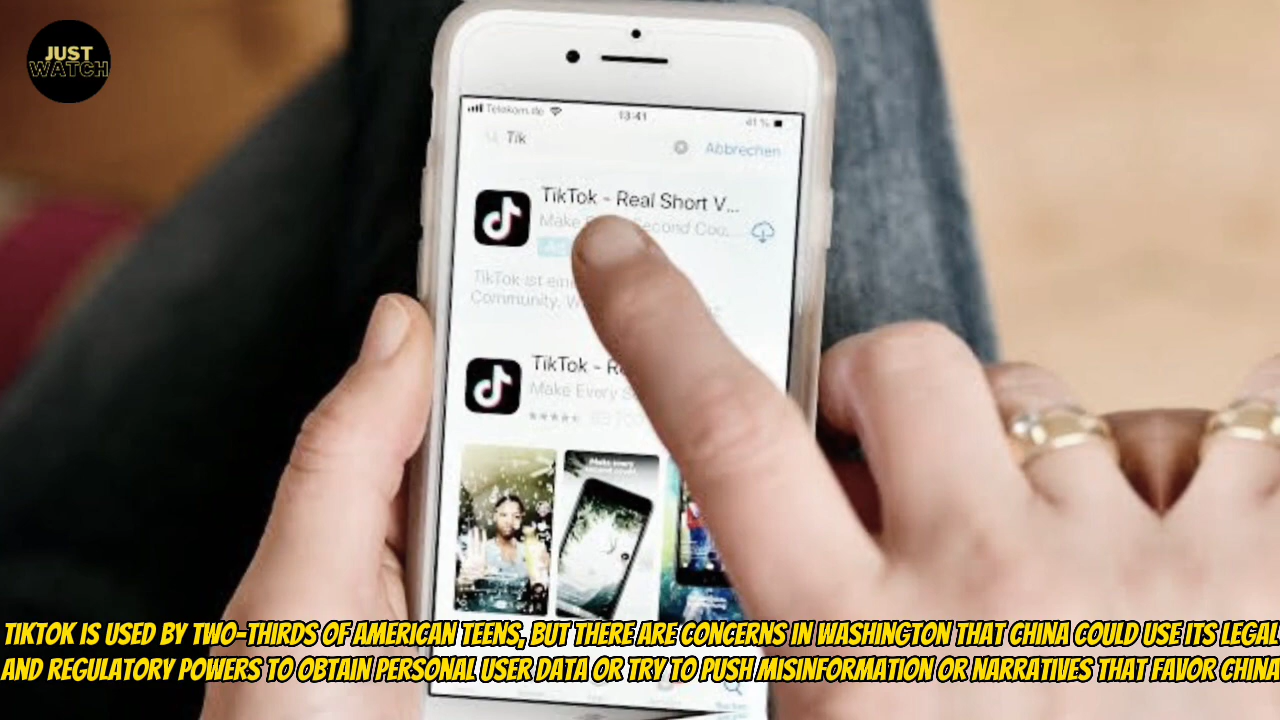 JUST
WATCH
Telekom.de
13:41
41 %
Tik
Abbrechen
TikTok - Real Short V...
Make Second Coo...
TikTok ist
Community.
TikTok - R
Make Every
Make every
TIKTOK IS USED BY TWO-THIRDS OF AMERICAN TEENS, BUT THERE ARE CONCERNS IN WASHINGTON THAT CHINA COULD USE ITS LEGAL
AND REGULATORY POWERS TO OBTAIN PERSONAL USER DATA OR TRY TO PUSH MISINFORMATION OR NARRATIVES THAT FAVOR CHINA